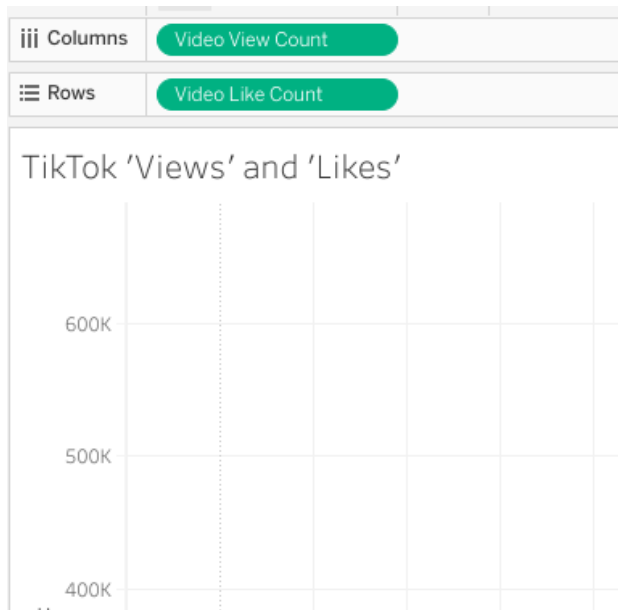 Columns Video View Count
Rows Video Like Count
TikTok 'Views' and 'Likes'
600K
500K
400K